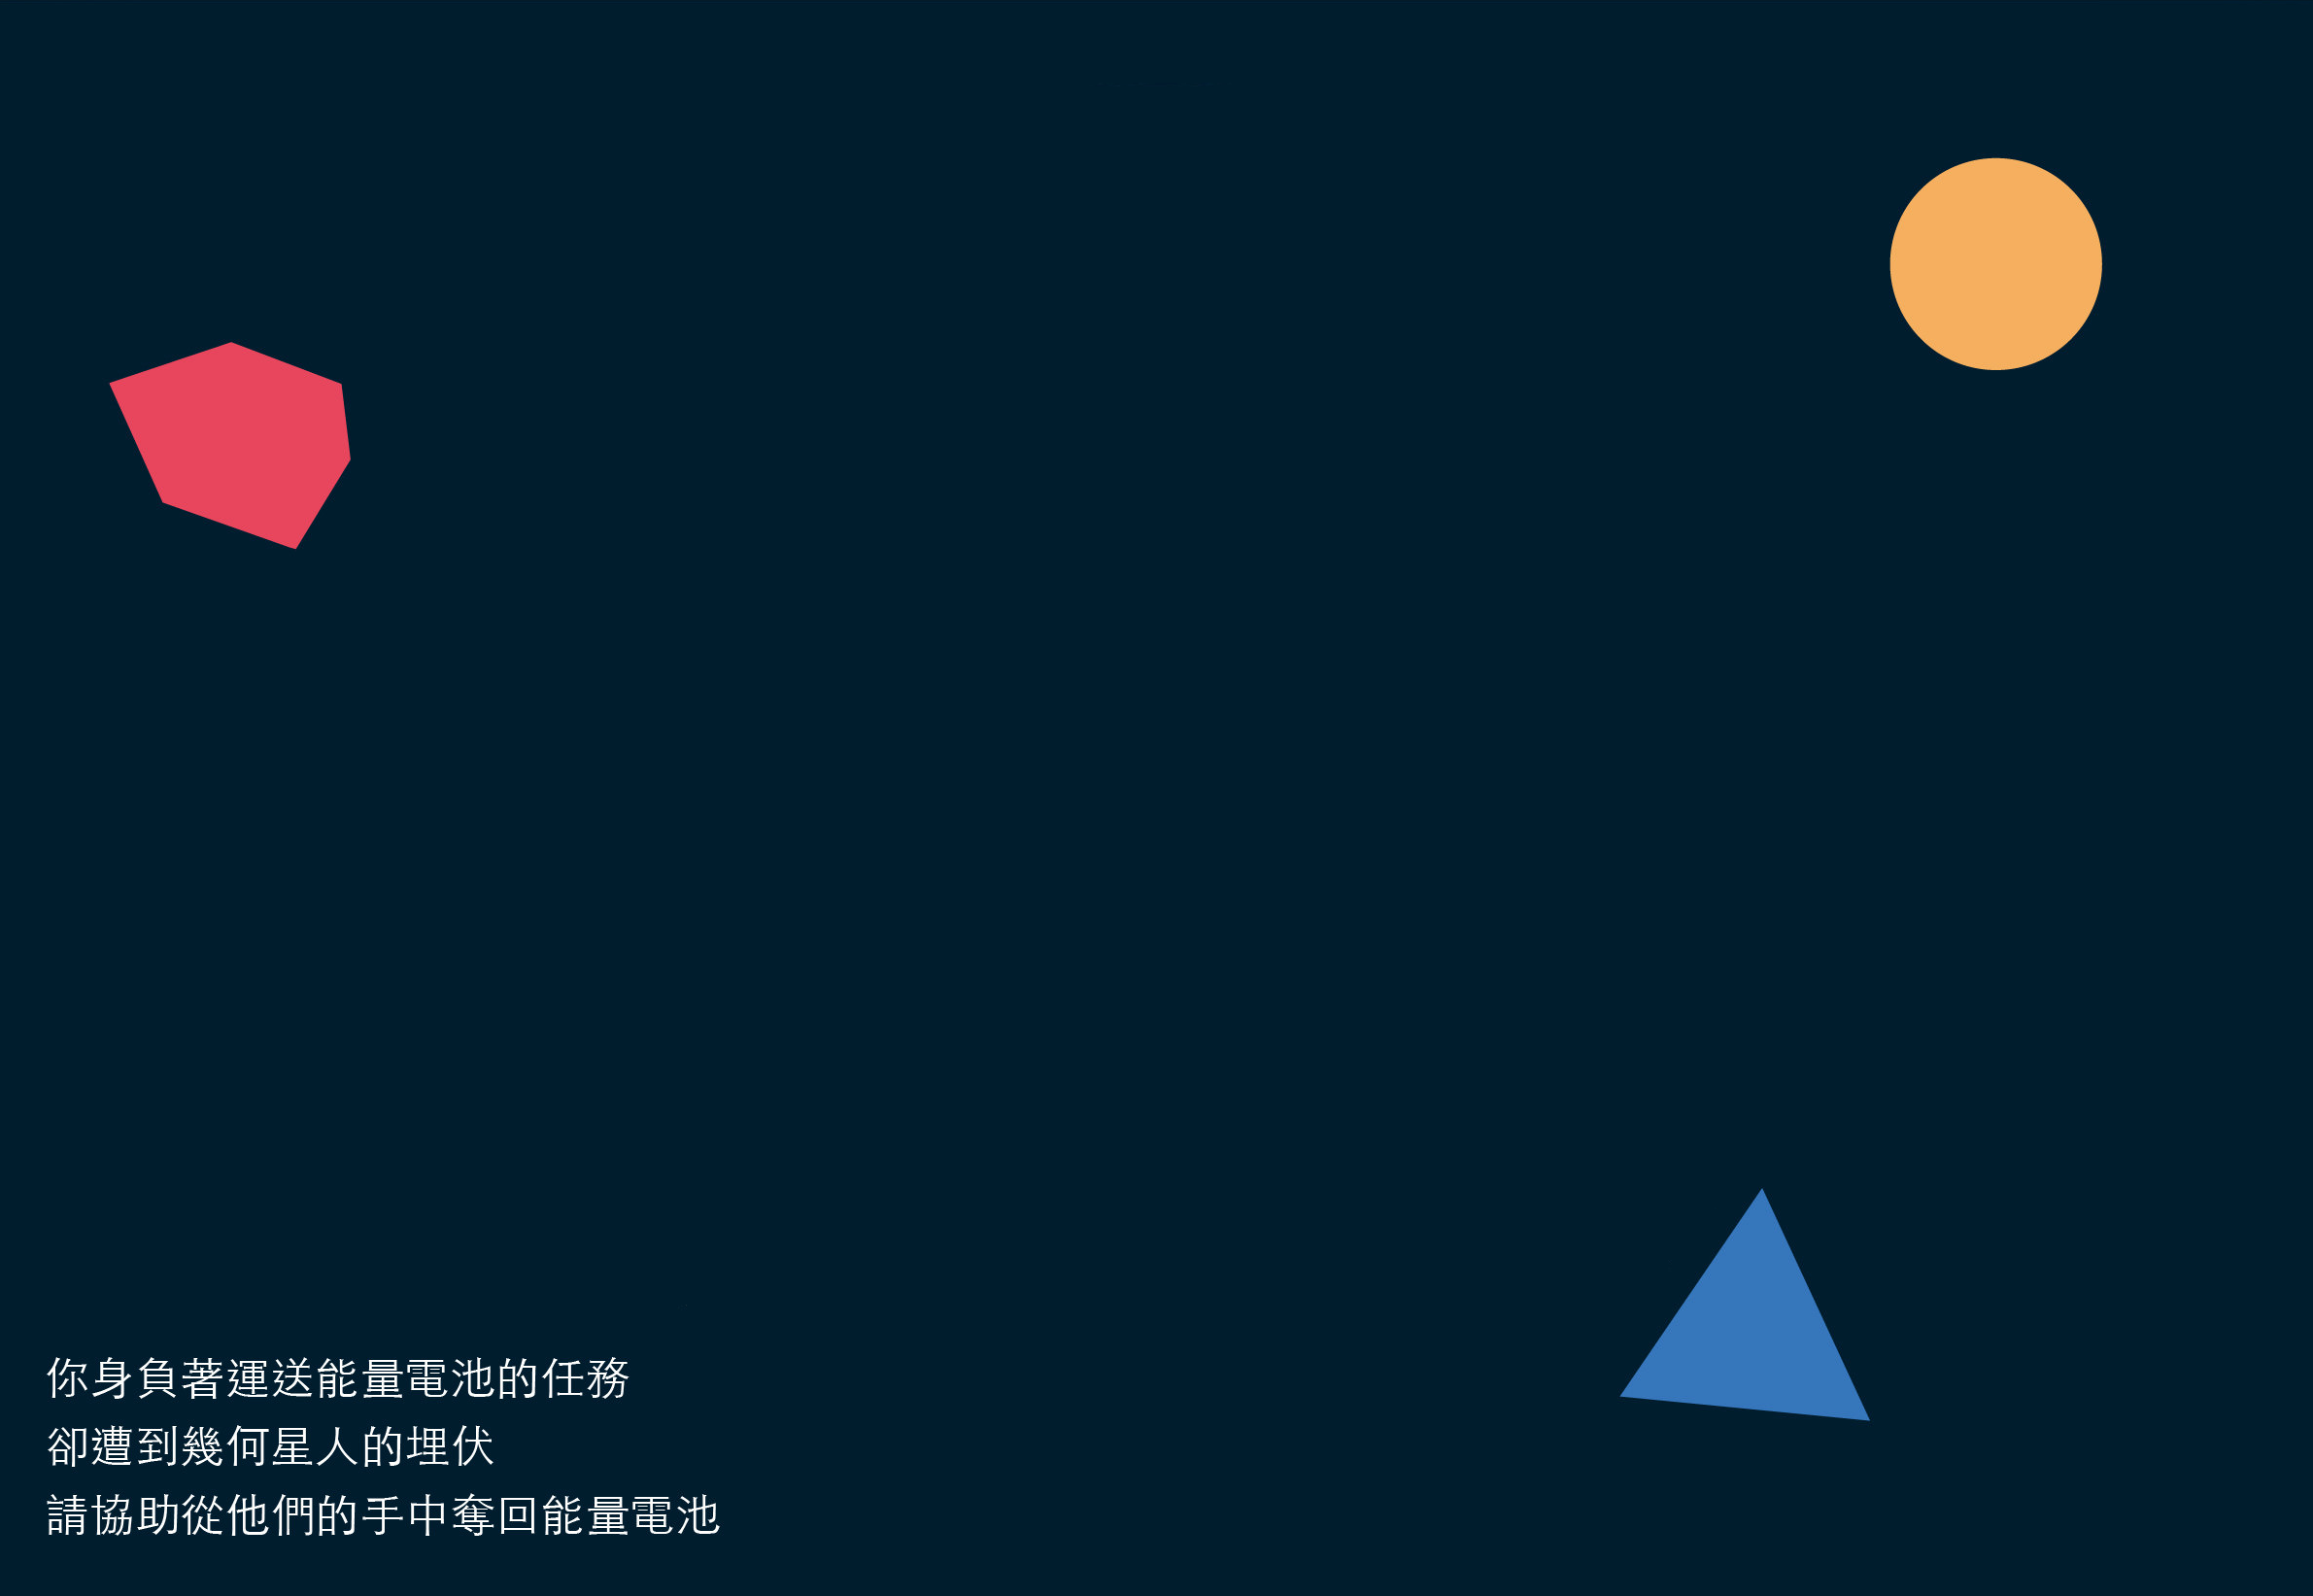 你身負著運送能量電池的任務
卻遭到幾何星人的埋伏
請協助從他們的手中奪回能量電池